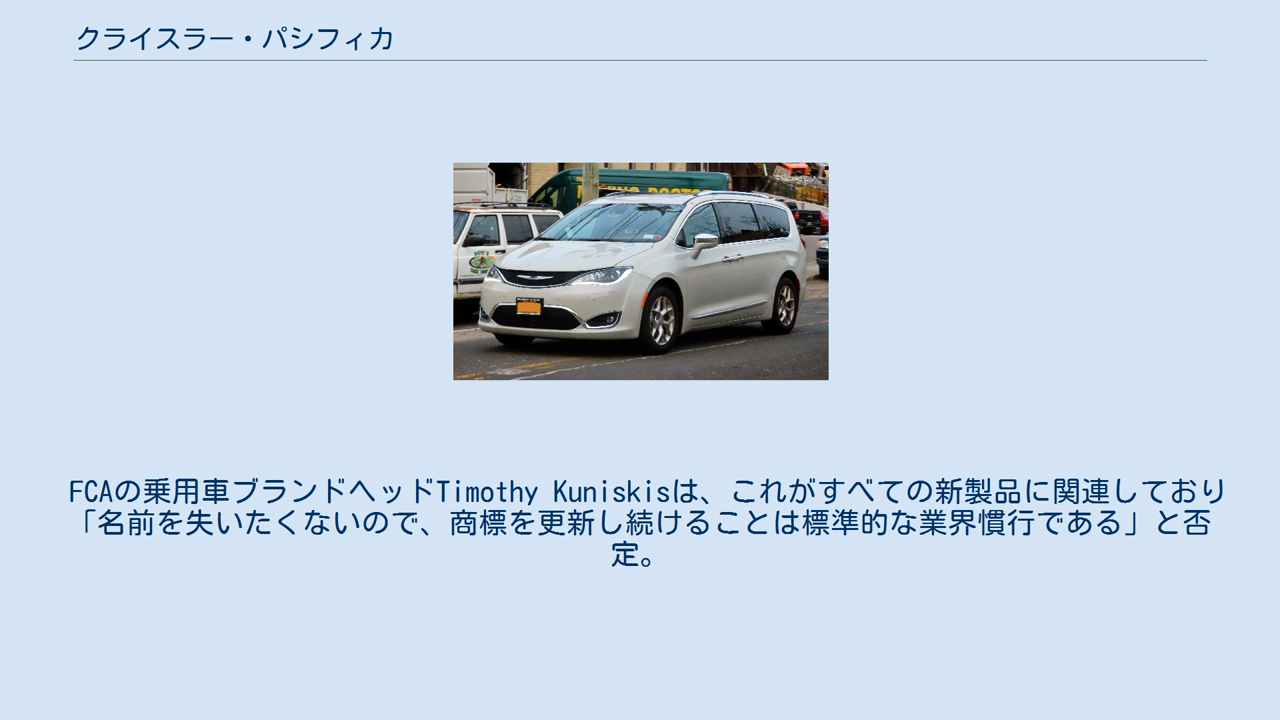 クライスラー・パシフィカ
FCAの乗用車ブランドヘッドTimothy Kuniskisは、これがすべての新製品に関連しており
「名前を失いたくないので、商標を更新し続けることは標準的な業界慣行である」と否
定。